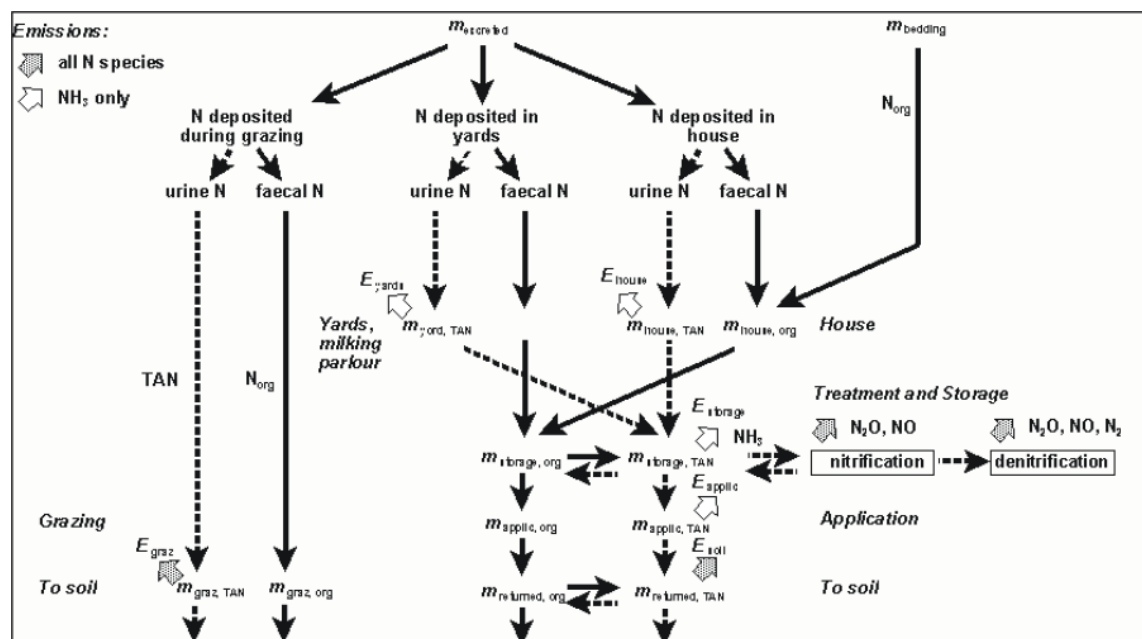 Emissions:
all N species
NH₃ only
m excreted
m bedding
N org
N deposited during grazing
N deposited in yards
N deposited in house
urine N faecal N
urine N faecal N
urine N faecal N
E yards
E house
m yard, TAN
m house, TAN
m house, org
House
Yards, milking parlour
TAN
N org
Treatment and Storage
E storage
NH₃
N₂O, NO
N₂O, NO, N₂
m storage, org
m storage, TAN
nitrification
denitrification
E applic
Grazing
m applic, org
m applic, TAN
Application
E graz
E soil
To soil
m graz, TAN
m graz, org
m returned, org
m returned, TAN
To soil